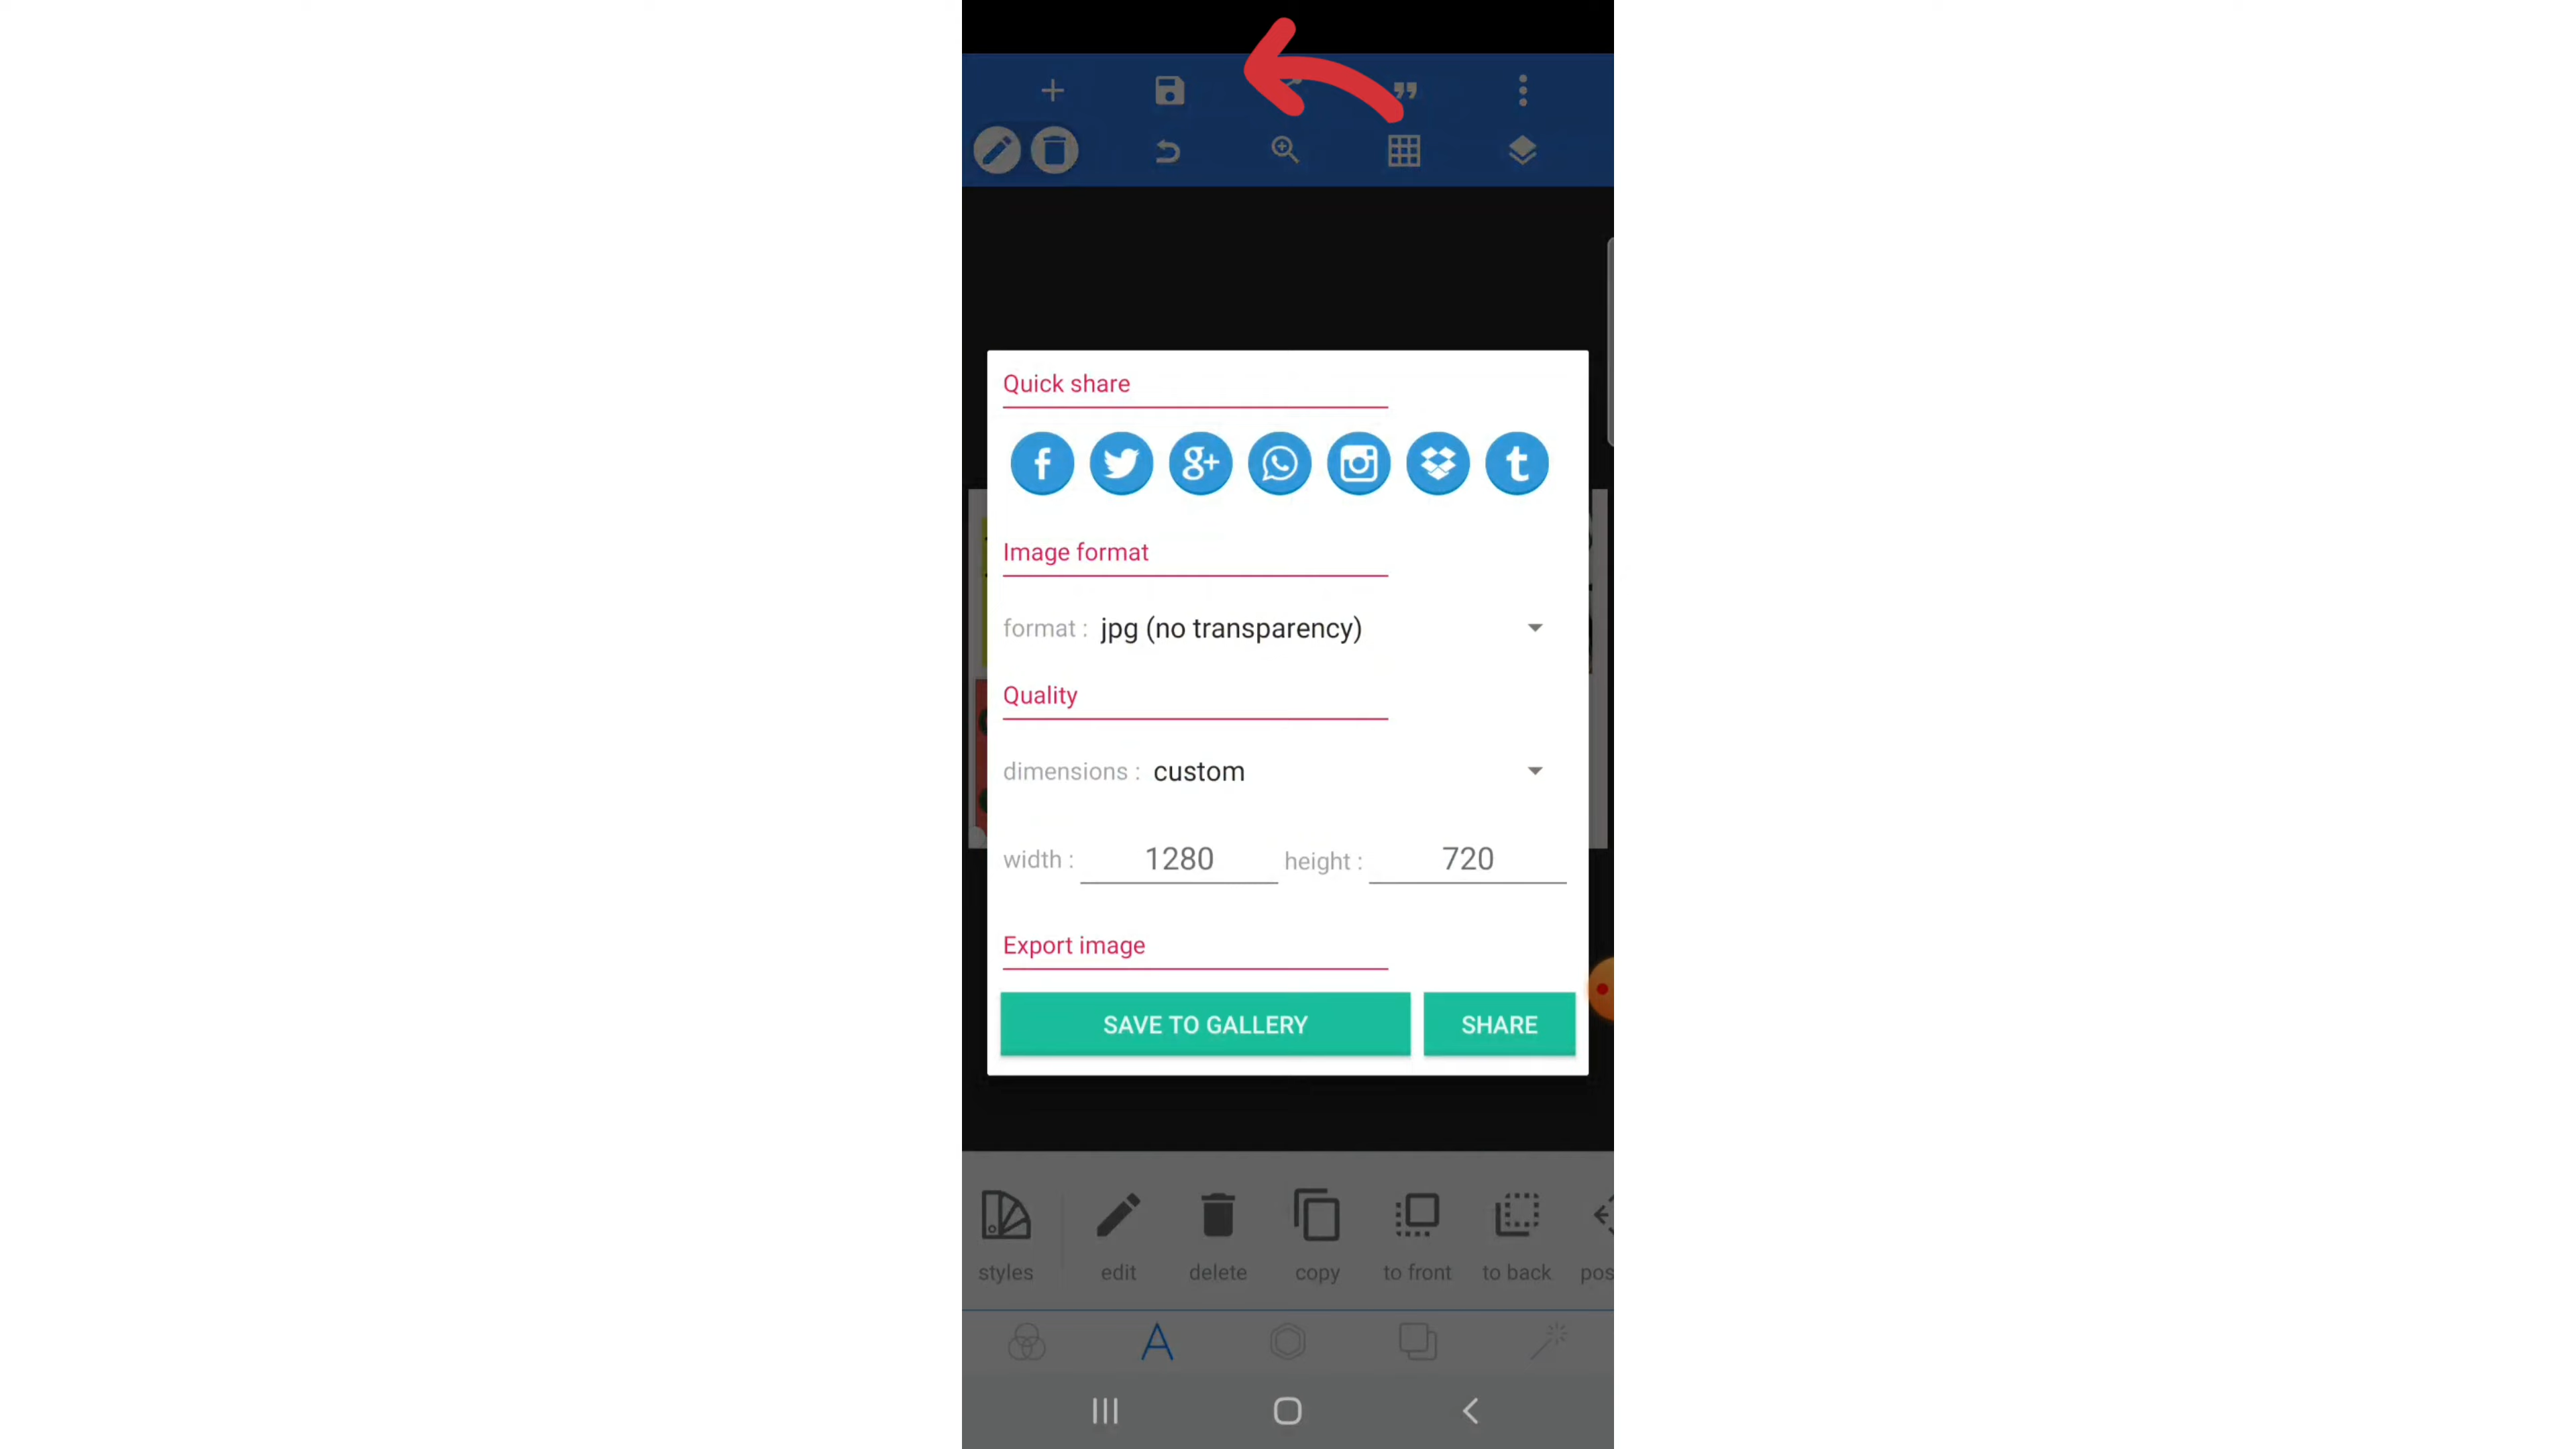 Quick share
Image format
format : jpg (no transparency)
Quality
dimensions : custom
width : 1280 height : 720
Export image
SAVE TO GALLERY SHARE
styles edit delete copy to front to back pos